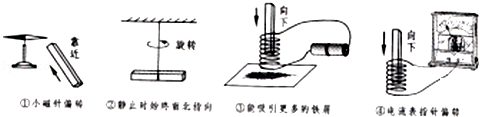 靠近
①小磁针偏转
旋转
②静止时始终南北指向
向下
③能吸引更多的铁屑
向下
④电流表指针偏转